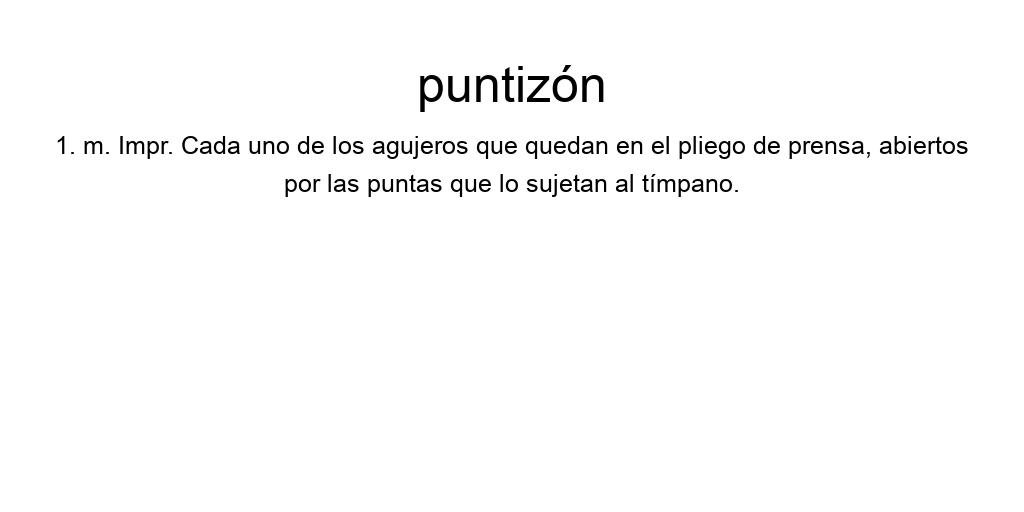 puntizón
1. m. Impr. Cada uno de los agujeros que quedan en el pliego de prensa, abiertos
por las puntas que lo sujetan al tímpano.